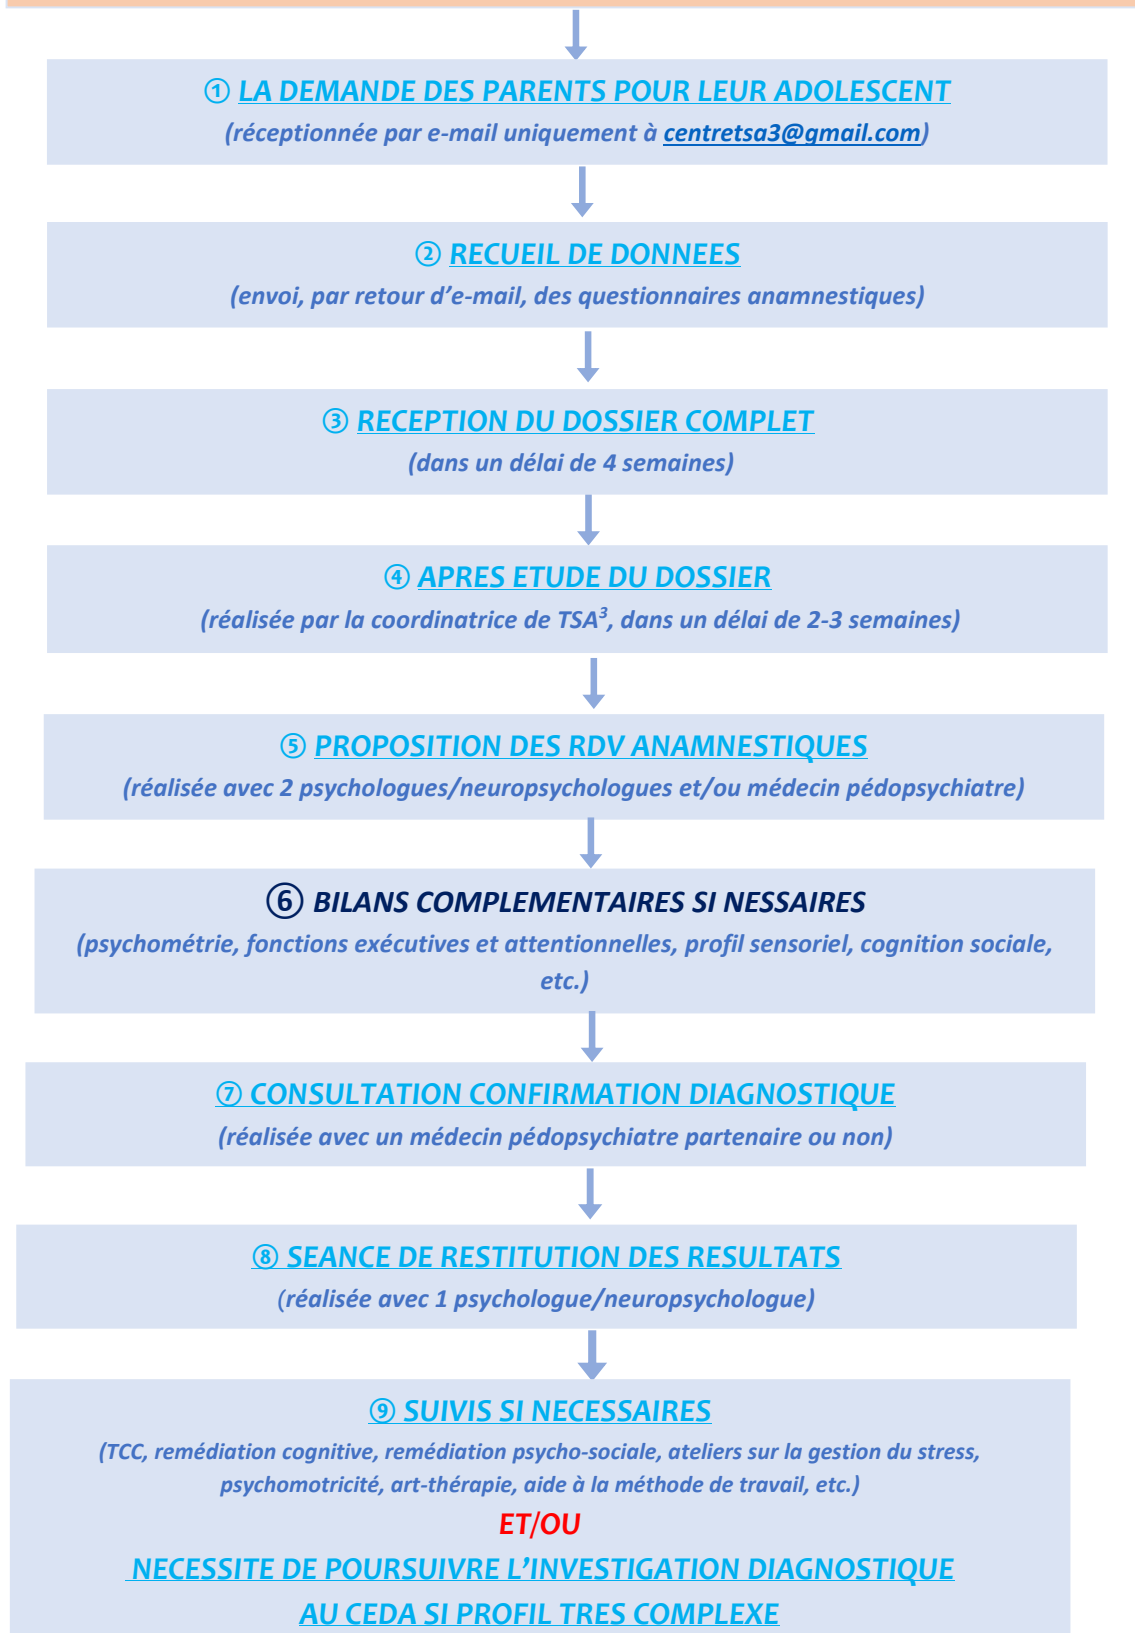 ① LA DEMANDE DES PARENTS POUR LEUR ADOLESCENT
(réceptionnée par e-mail uniquement à centretsa3@gmail.com)
② RECUEIL DE DONNEES
(envoi, par retour d’e-mail, des questionnaires anamnestiques)
③ RECEPTION DU DOSSIER COMPLET
(dans un délai de 4 semaines)
④ APRES ETUDE DU DOSSIER
(réalisée par la coordinatrice de TSA³, dans un délai de 2-3 semaines)
⑤ PROPOSITION DES RDV ANAMNESTIQUES
(réalisée avec 2 psychologues/neuropsychologues et/ou médecin pédopsychiatre)
⑥ BILANS COMPLEMENTAIRES SI NESSAIRES
(psychométrie, fonctions exécutives et attentionnelles, profil sensoriel, cognition sociale,
etc.)
⑦ CONSULTATION CONFIRMATION DIAGNOSTIQUE
(réalisée avec un médecin pédopsychiatre partenaire ou non)
⑧ SEANCE DE RESTITUTION DES RESULTATS
(réalisée avec 1 psychologue/neuropsychologue)
⑨ SUIVIS SI NECESSAIRES
(TCC, remédiation cognitive, remédiation psycho-sociale, ateliers sur la gestion du stress,
psychomotricité, art-thérapie, aide à la méthode de travail, etc.)
ET/OU
NECESSITE DE POURSUIVRE L’INVESTIGATION DIAGNOSTIQUE
AU CEDA SI PROFIL TRES COMPLEXE